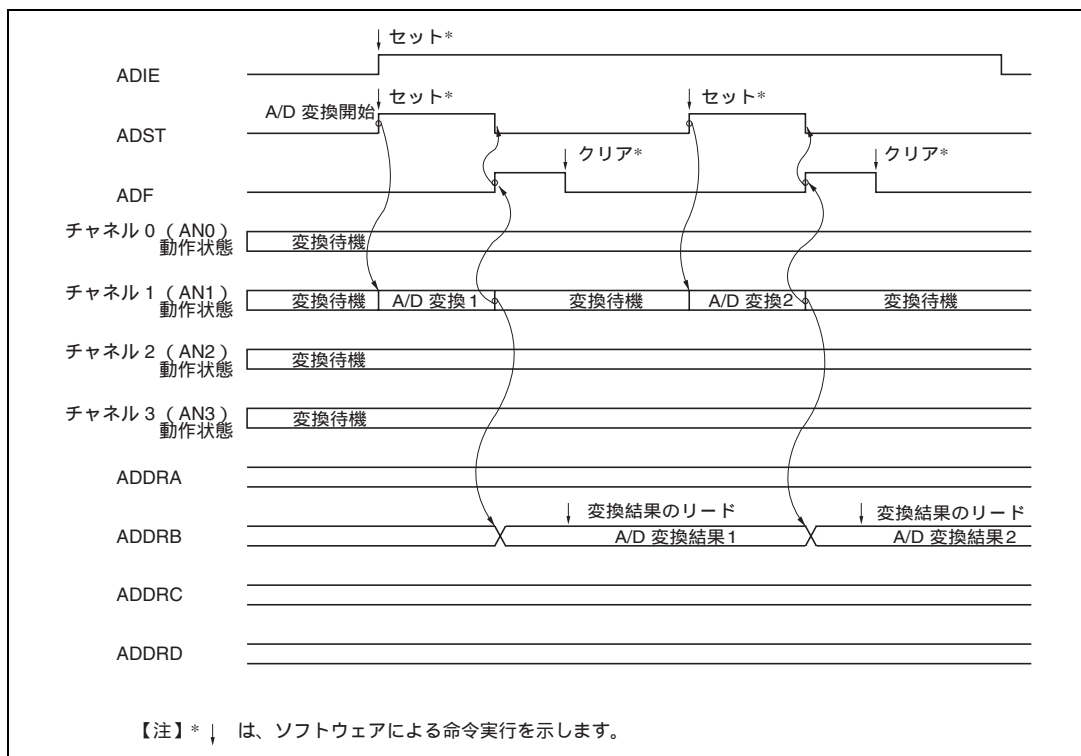 セット*
ADIE
A/D 変換開始 セット* セット*
ADST
クリア* クリア*
ADF
チャネル 0 (AN0)
動作状態 変換待機
チャネル 1 (AN1)
動作状態 変換待機 A/D 変換 1 変換待機 A/D 変換2 変換待機
チャネル 2 (AN2)
動作状態 変換待機
チャネル 3 (AN3)
動作状態 変換待機
ADDRA
変換結果のリード 変換結果のリード
ADDRB A/D 変換結果1 A/D 変換結果2
ADDRC
ADDRD
【注】* ↓ は、ソフトウェアによる命令実行を示します。